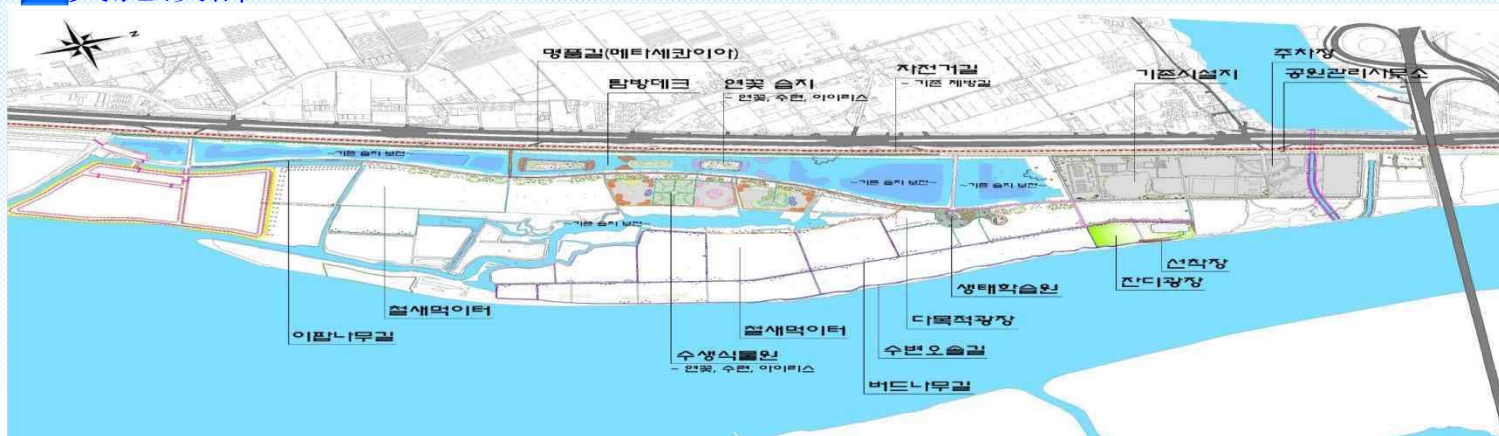 N
명품길(메타세콰이아)
탐방데크
연꽃 습지
- 연꽃, 수련, 아이리스
자전거길
- 기존 제방길
기존시설지
주차장
공원관리사무소
~기존 습지 보전~
~기존 습지 보전~
~기존 습지 보전~
~기존 습지 보전~
선착장
잔디광장
생태학습원
다목적광장
수변오솔길
버드나무길
철새먹이터
수생식물원
- 연꽃, 수련, 아이리스
철새먹이터
이팝나무길